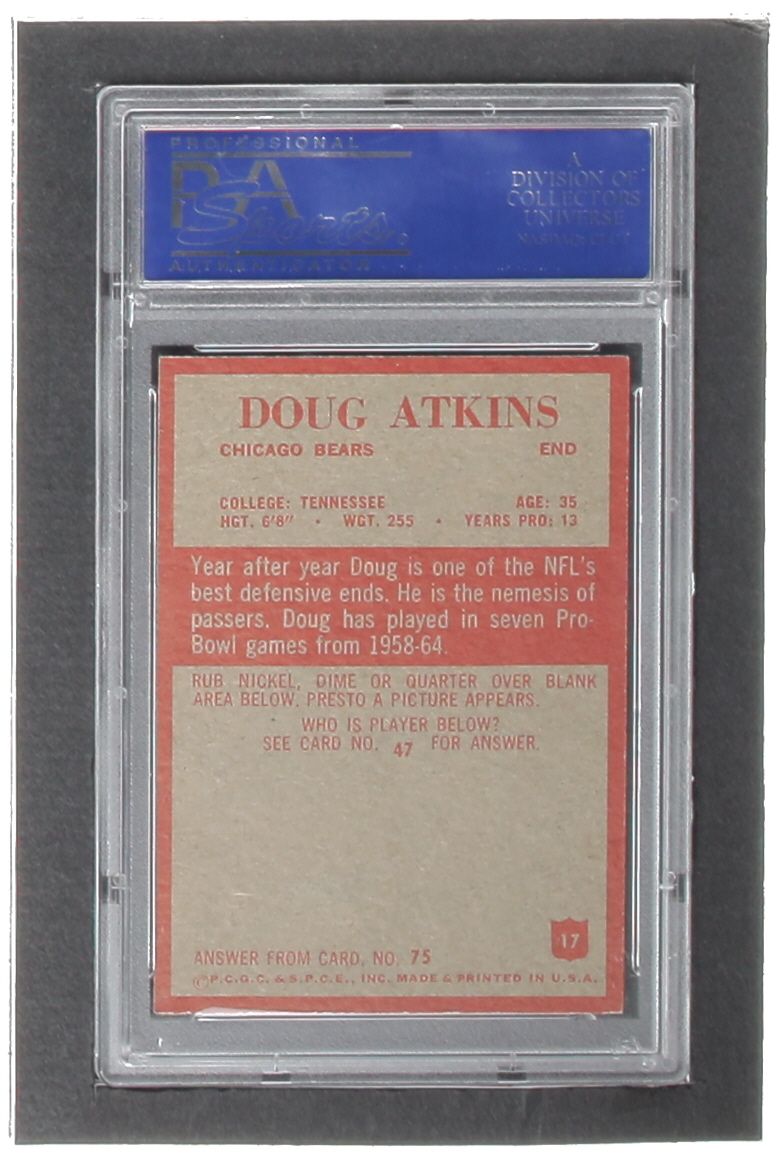 PROFESSIONAL
PSA
Sports
AUTHENTICATOR
A
DIVISION OF
COLLECTORS
UNIVERSE
DOUG ATKINS
CHICAGO BEARS END
COLLEGE: TENNESSEE AGE: 35
HGT. 6'8" • WGT. 255 • YEARS PRO: 13
Year after year Doug is one of the NFL's
best defensive ends. He is the nemesis of
passers. Doug has played in seven Pro-
Bowl games from 1958-64.
RUB NICKEL, DIME OR QUARTER OVER BLANK
AREA BELOW, PRESTO A PICTURE APPEARS.
WHO IS PLAYER BELOW?
SEE CARD NO. 47 FOR ANSWER.
17
ANSWER FROM CARD, NO. 75
©P.C.G.C. & S.P.C.E., INC. MADE & PRINTED IN U.S.A.